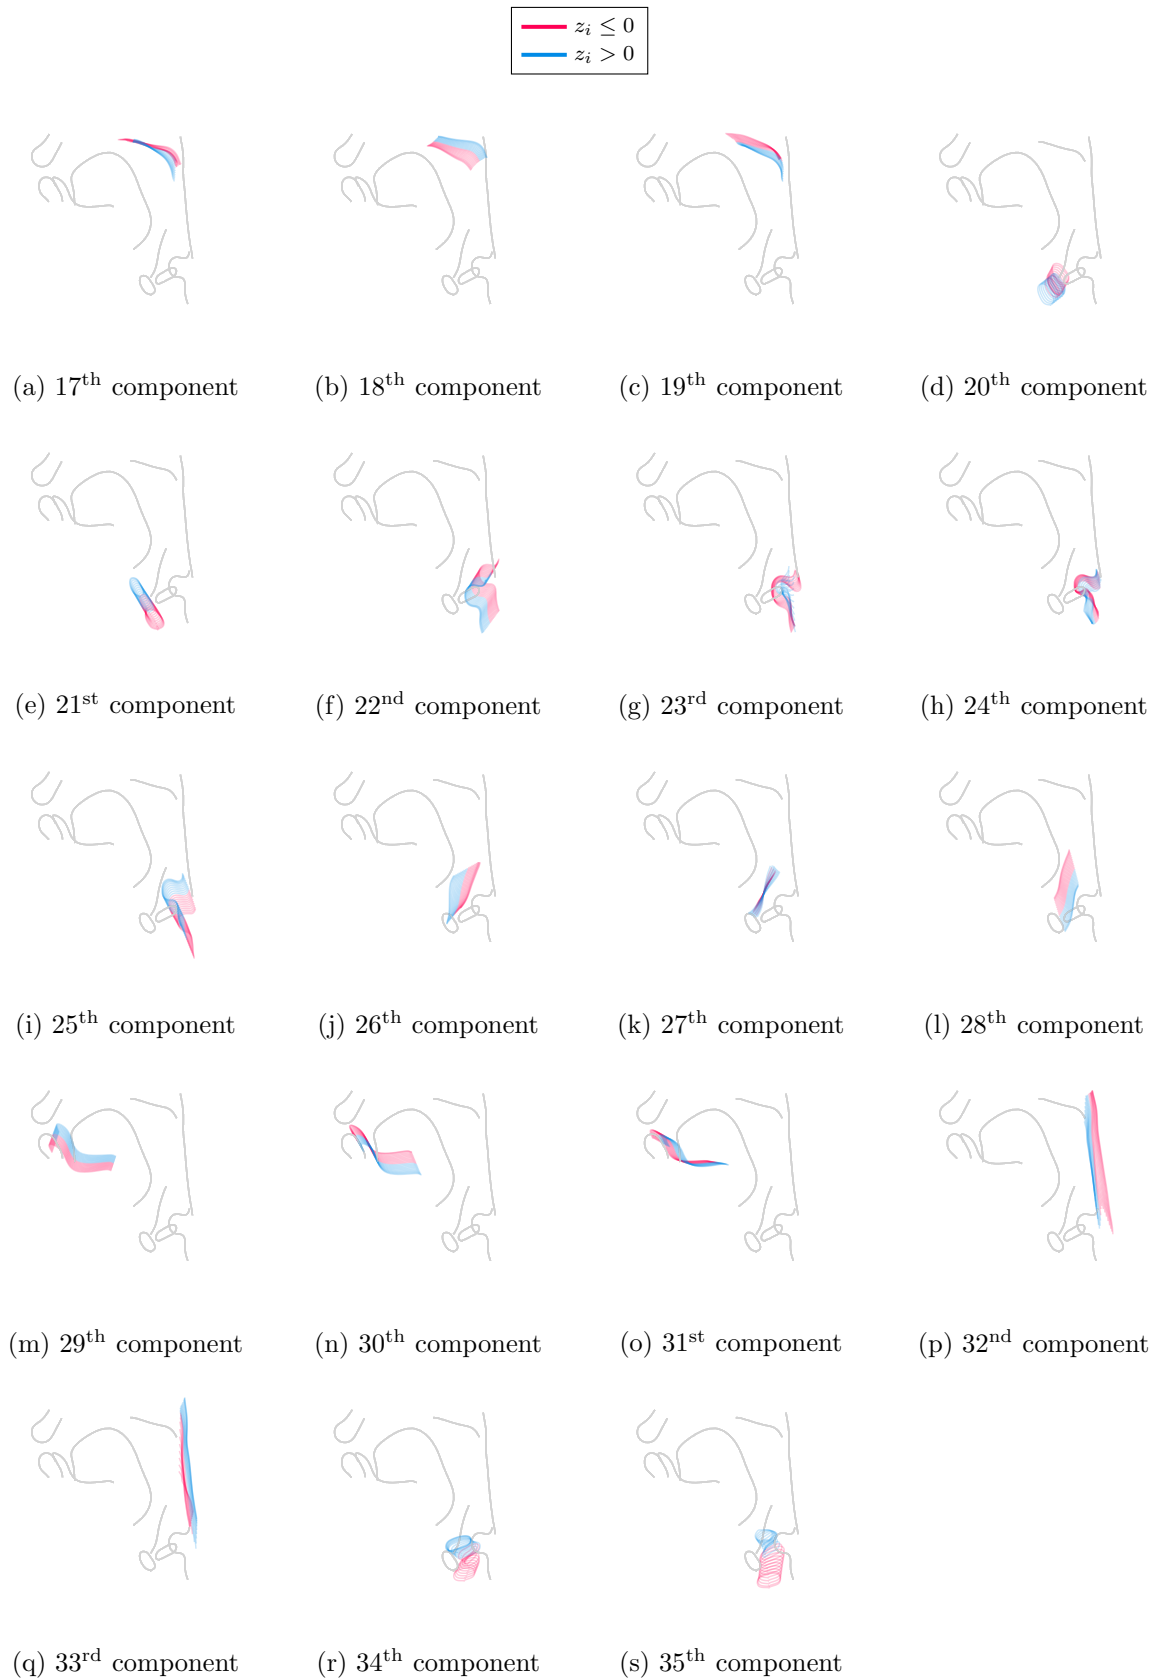 z_i ≤ 0
z_i > 0
(a) 17th component (b) 18th component (c) 19th component (d) 20th component
(e) 21st component (f) 22nd component (g) 23rd component (h) 24th component
(i) 25th component (j) 26th component (k) 27th component (l) 28th component
(m) 29th component (n) 30th component (o) 31st component (p) 32nd component
(q) 33rd component (r) 34th component (s) 35th component